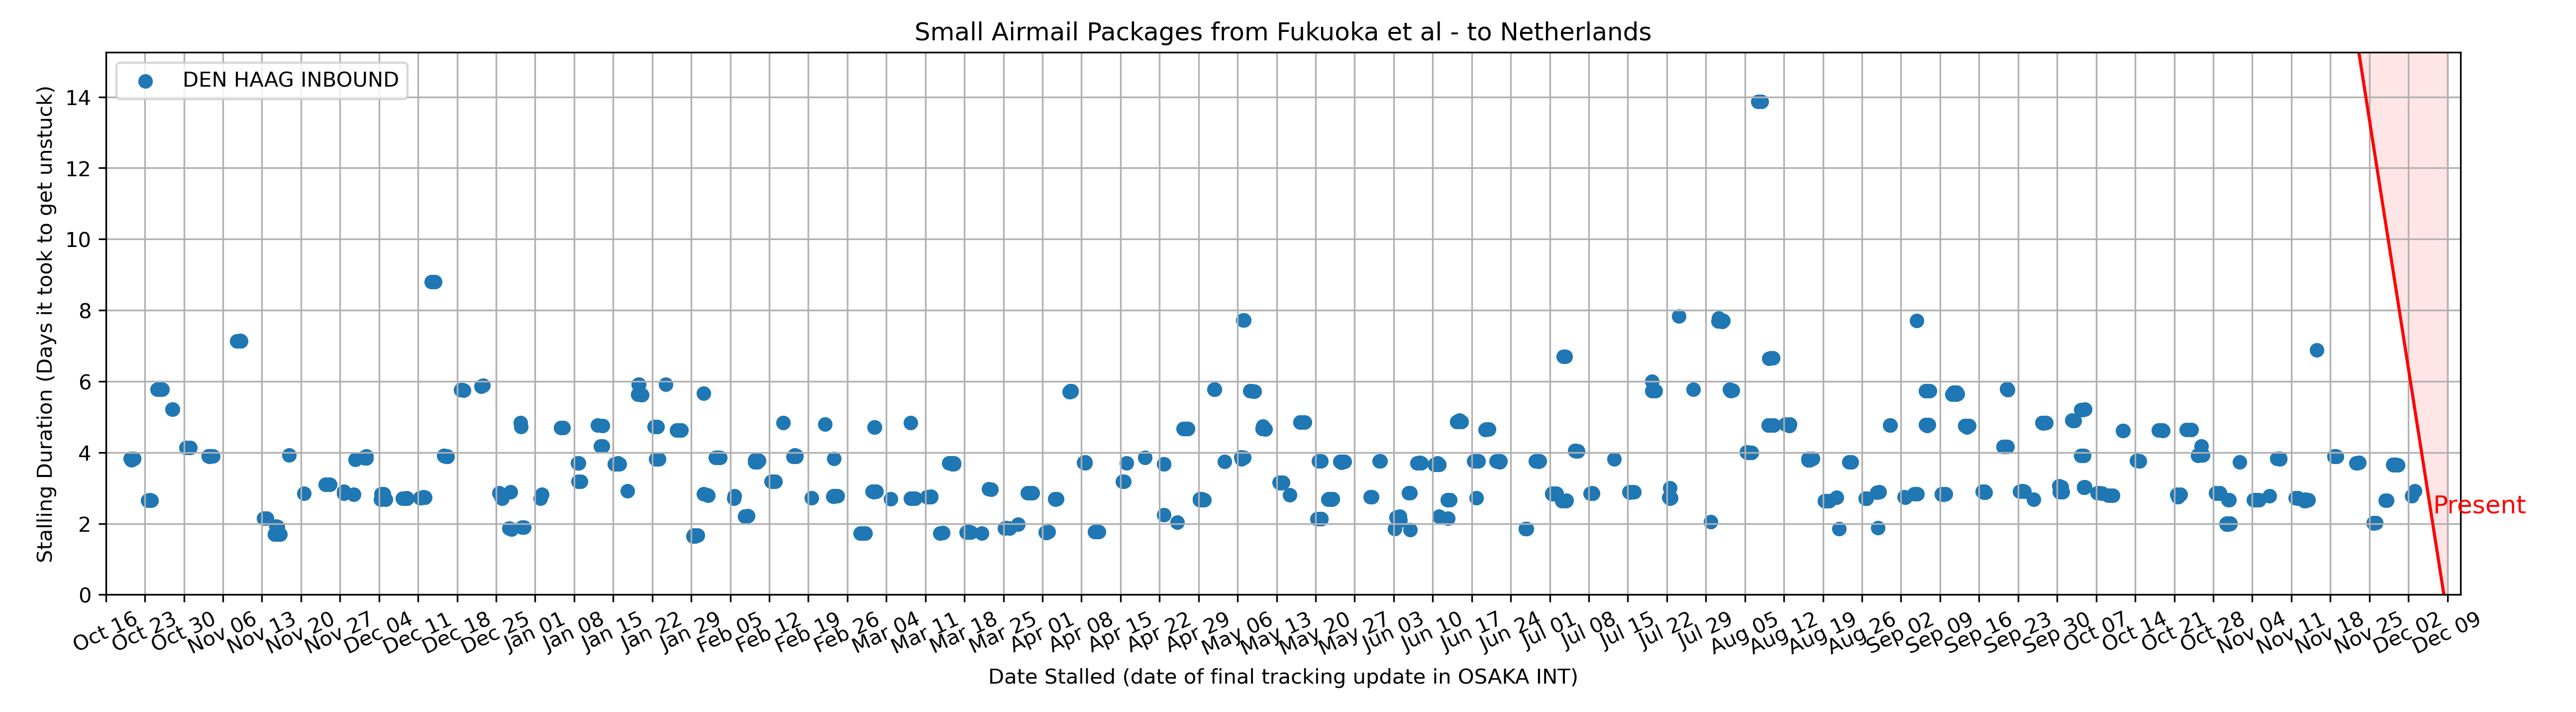 Small Airmail Packages from Fukuoka et al - to Netherlands
DEN HAAG INBOUND
Stalling Duration (Days it took to get unstuck)
14
12
10
8
6
4
2
0
Present
Oct 16 Oct 23 Oct 30 Nov 06 Nov 13 Nov 20 Nov 27 Dec 04 Dec 11 Dec 18 Dec 25 Jan 01 Jan 08 Jan 15 Jan 22 Jan 29 Feb 05 Feb 12 Feb 19 Feb 26 Mar 04 Mar 11 Mar 18 Mar 25 Apr 01 Apr 08 Apr 15 Apr 22 Apr 29 May 06 May 13 May 20 May 27 Jun 03 Jun 10 Jun 17 Jun 24 Jul 01 Jul 08 Jul 15 Jul 22 Jul 29 Aug 05 Aug 12 Aug 19 Aug 26 Sep 02 Sep 09 Sep 16 Sep 23 Sep 30 Oct 07 Oct 14 Oct 21 Oct 28 Nov 04 Nov 11 Nov 18 Nov 25 Dec 02 Dec 09
Date Stalled (date of final tracking update in OSAKA INT)